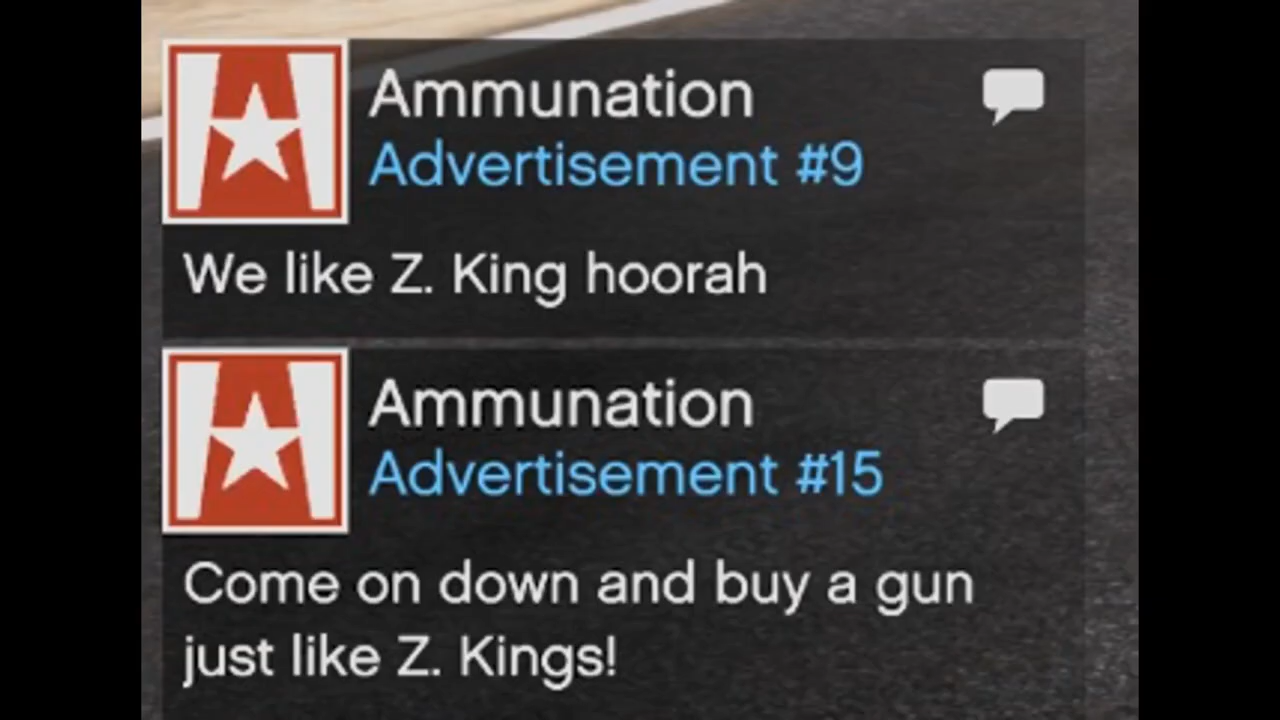 Ammunation
Advertisement #9
We like Z. King hoorah
Ammunation
Advertisement #15
Come on down and buy a gun
just like Z. Kings!